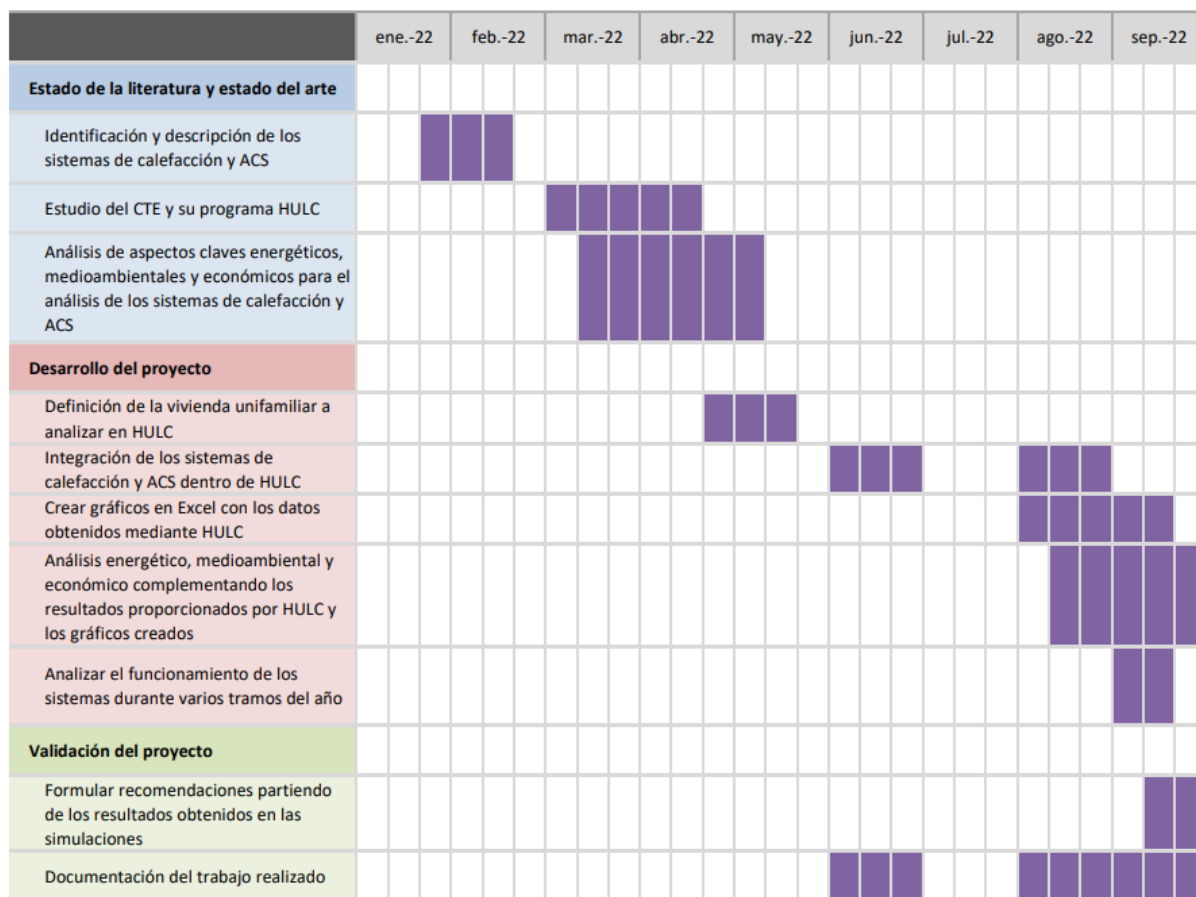 ene.-22 feb.-22 mar.-22 abr.-22 may.-22 jun.-22 jul.-22 ago.-22 sep.-22
Estado de la literatura y estado del arte
Identificación y descripción de los
sistemas de calefacción y ACS
Estudio del CTE y su programa HULC
Análisis de aspectos claves energéticos,
medioambientales y económicos para el
análisis de los sistemas de calefacción y
ACS
Desarrollo del proyecto
Definición de la vivienda unifamiliar a
analizar en HULC
Integración de los sistemas de
calefacción y ACS dentro de HULC
Crear gráficos en Excel con los datos
obtenidos mediante HULC
Análisis energético, medioambiental y
económico complementando los
resultados proporcionados por HULC y
los gráficos creados
Analizar el funcionamiento de los
sistemas durante varios tramos del año
Validación del proyecto
Formular recomendaciones partiendo
de los resultados obtenidos en las
simulaciones
Documentación del trabajo realizado